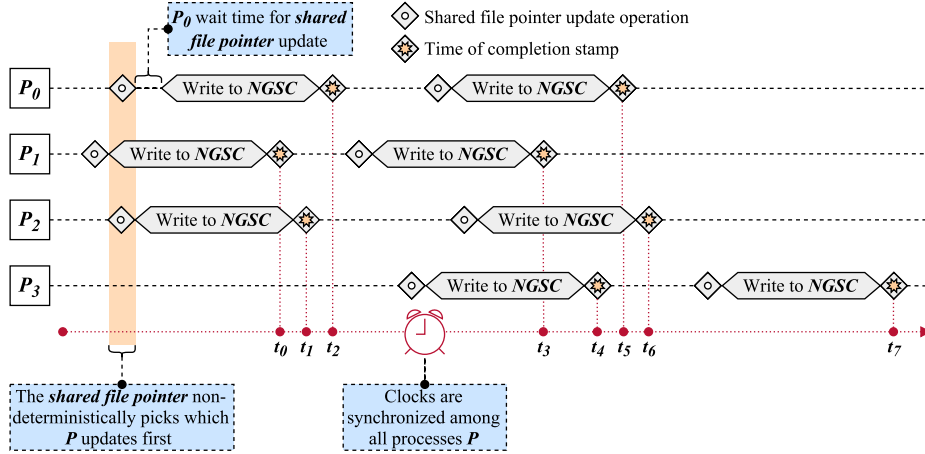 P0 wait time for shared
file pointer update
Shared file pointer update operation
Time of completion stamp
P0
Write to NGSC
Write to NGSC
P1
Write to NGSC
Write to NGSC
P2
Write to NGSC
Write to NGSC
P3
Write to NGSC
Write to NGSC
t0 t1 t2 t3 t4 t5 t6 t7
The shared file pointer non-
deterministically picks which
P updates first
Clocks are
synchronized among
all processes P